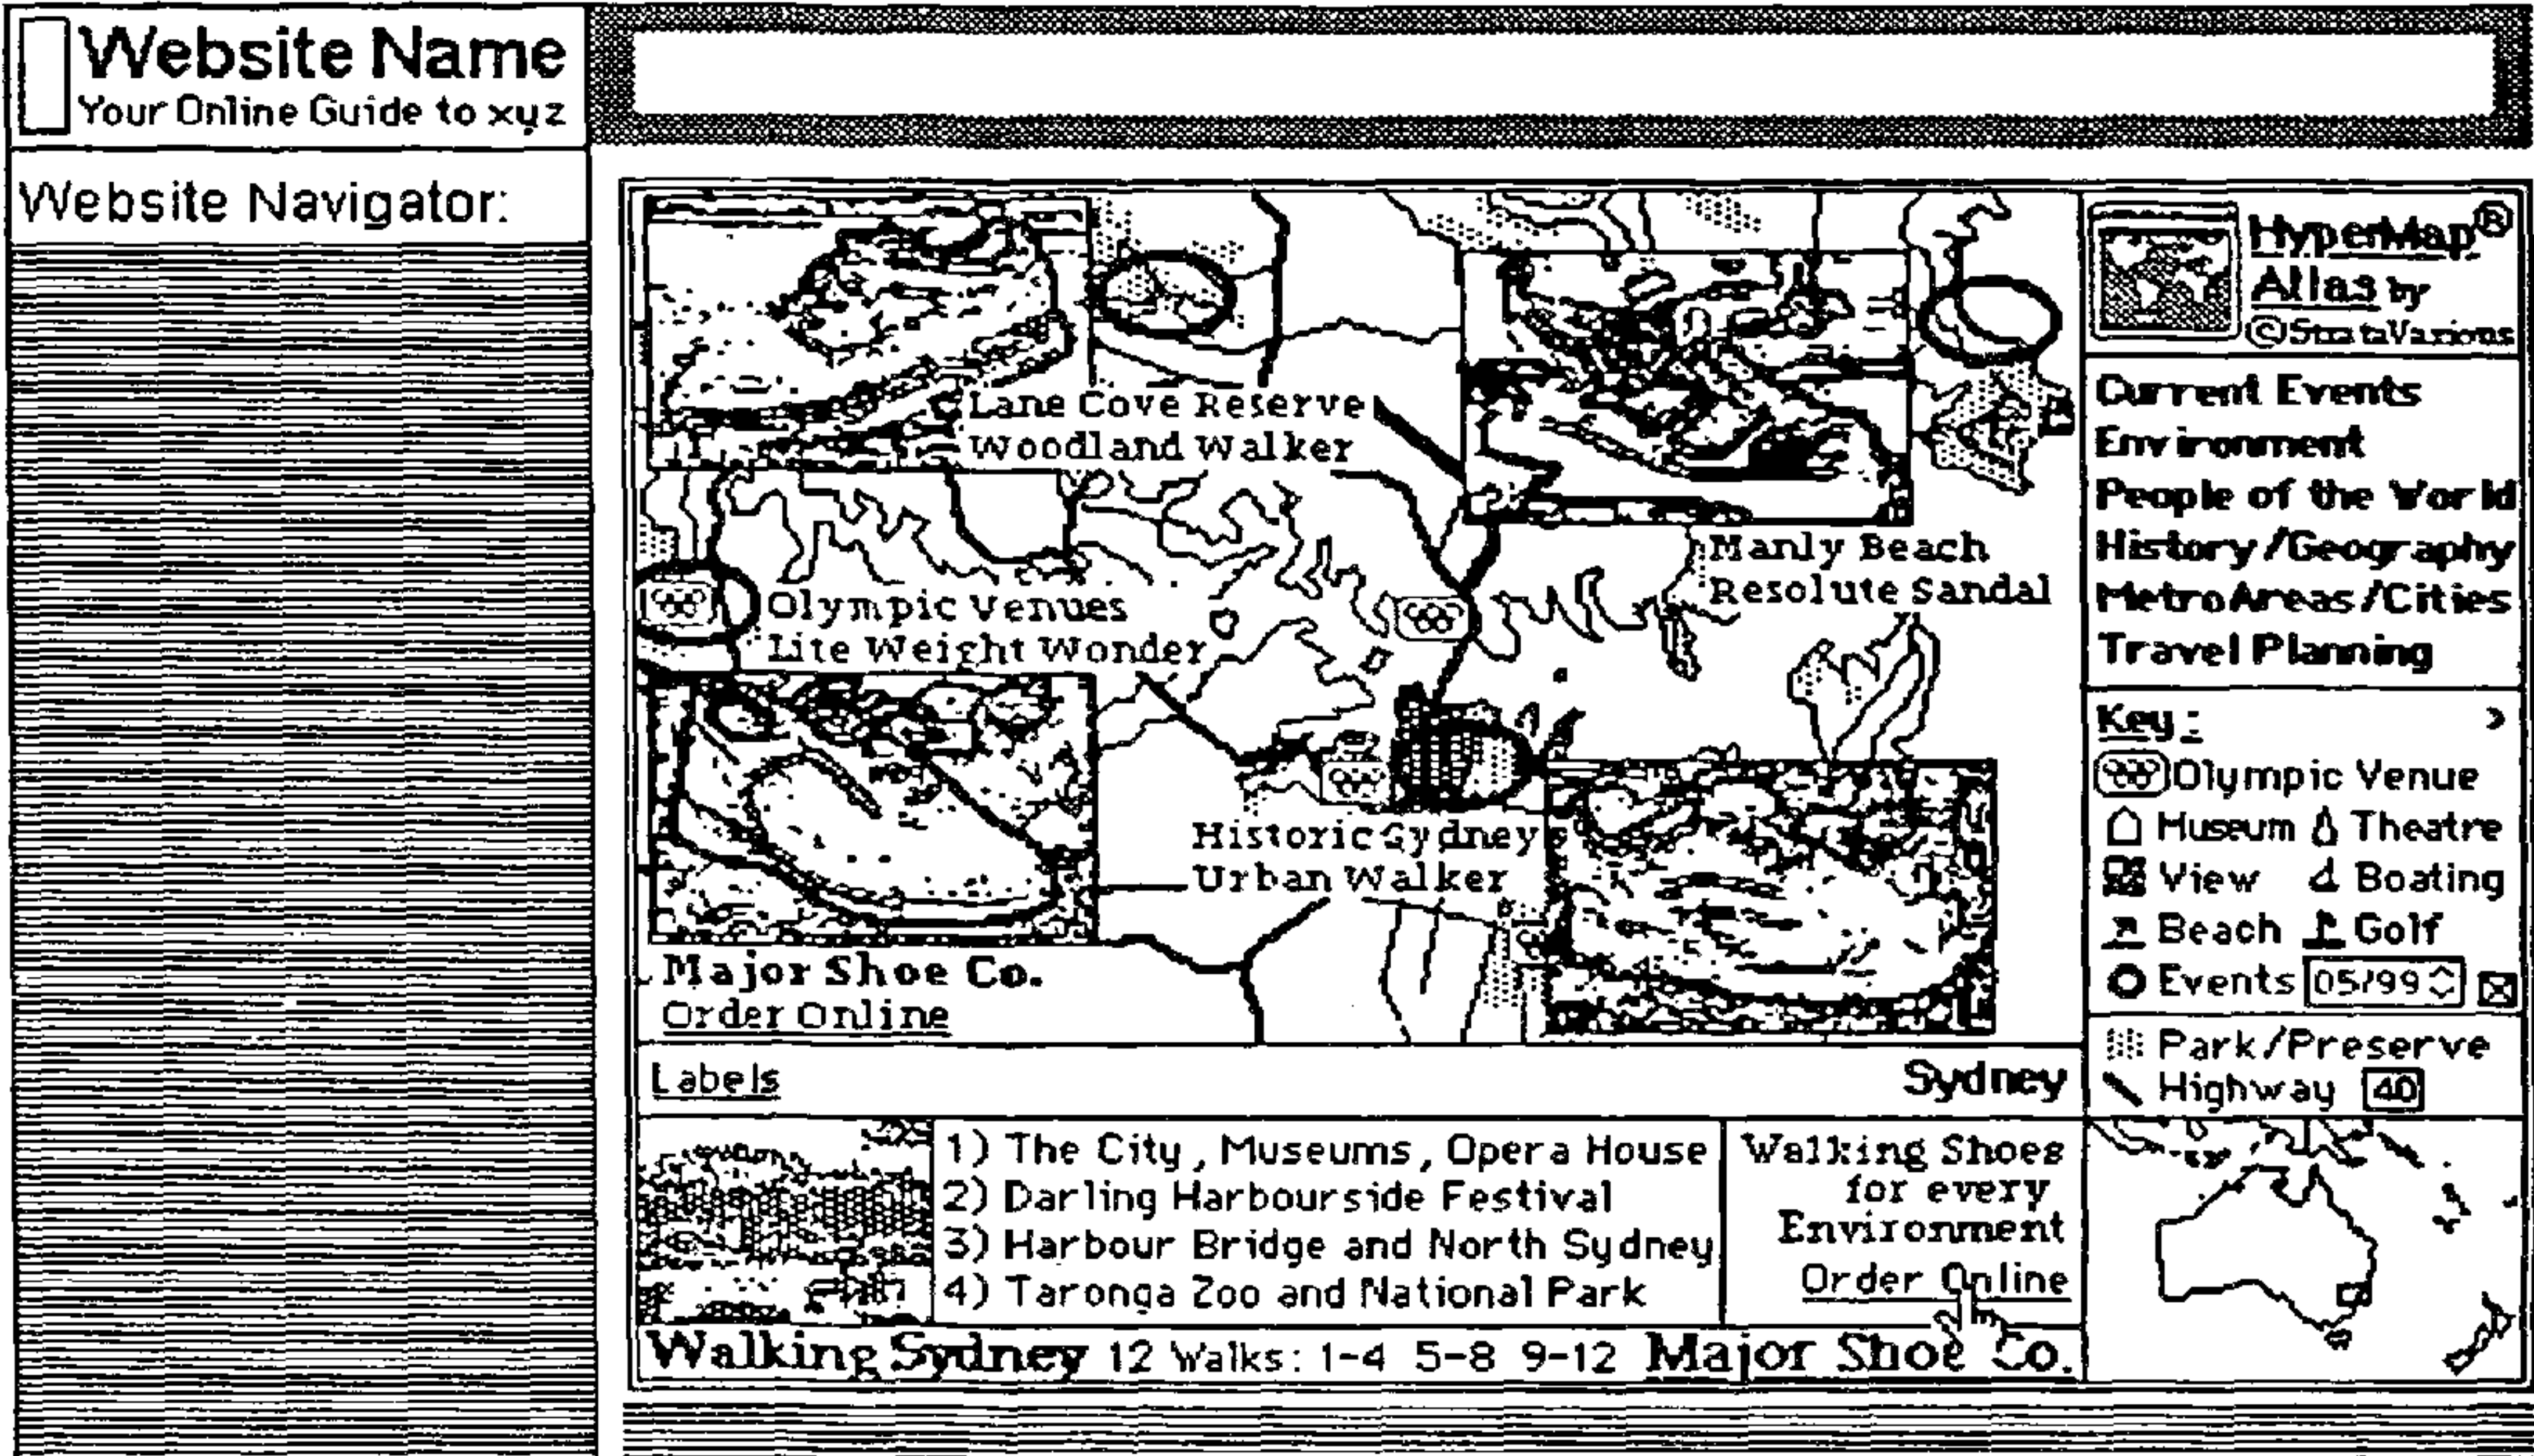 Website Name
Your Online Guide to xyz
Website Navigator:
Lane Cove Reserve
Woodland Walker
Manly Beach
Resolute Sandal
Olympic Venues
Lite Weight Wonder
Historic Sydney
Urban Walker
Major Shoe Co.
Order Online
Labels
Sydney
1) The City, Museums, Opera House
2) Darling Harbourside Festival
3) Harbour Bridge and North Sydney
4) Taronga Zoo and National Park
Walking Shoes
for every
Environment
Order Online
Walking Sydney 12 Walks: 1-4 5-8 9-12 Major Shoe Co.
HyperMap®
Atlas by
©StrataVarious
Current Events
Environment
People of the World
History/Geography
MetroAreas/Cities
Travel Planning
Key: >
Olympic Venue
Museum Theatre
View Boating
Beach Golf
Events 05/99
Park/Preserve
Highway 40